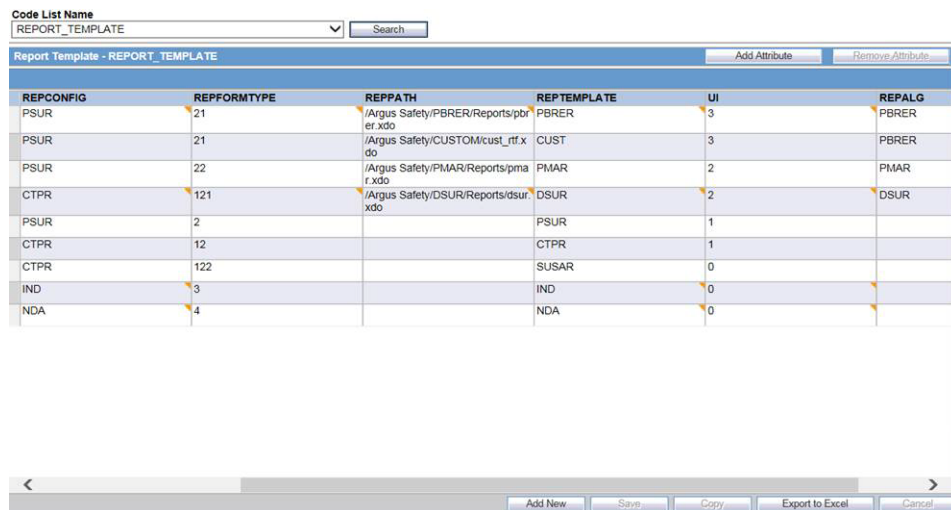 Code List Name
REPORT_TEMPLATE Search
Report Template - REPORT_TEMPLATE Add Attribute Remove Attribute
REPCONFIG REPFORMTYPE REPPATH REPTEMPLATE UI REPALG
PSUR 21 /Argus Safety/PBRER/Reports/pbr PBRER 3 PBRER
er.xdo
PSUR 21 /Argus Safety/CUSTOM/cust_rtf.x CUST 3 PBRER
do
PSUR 22 /Argus Safety/PMAR/Reports/pma PMAR 2 PMAR
r.xdo
CTPR 121 /Argus Safety/DSUR/Reports/dsur. DSUR 2 DSUR
xdo
PSUR 2 PSUR 1
CTPR 12 CTPR 1
CTPR 122 SUSAR 0
IND 3 IND 0
NDA 4 NDA 0
Add New Save Copy Export to Excel Cancel